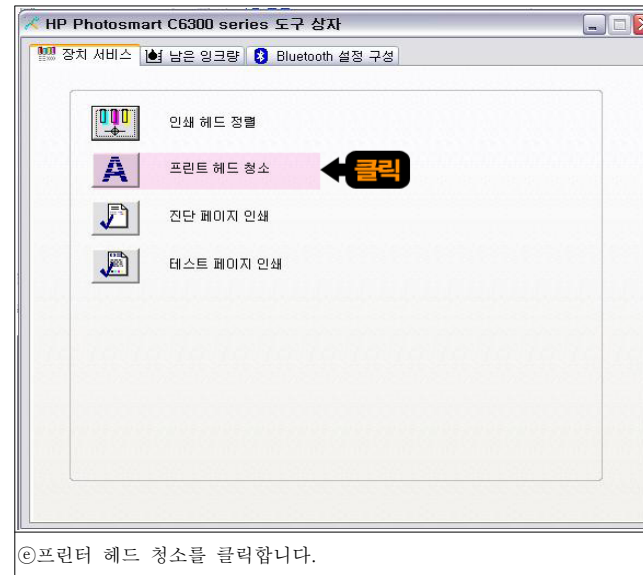 HP Photosmart C6300 series 도구 상자
장치 서비스 남은 잉크량 Bluetooth 설정 구성
인쇄 헤드 정렬
프린트 헤드 청소 클릭
진단 페이지 인쇄
테스트 페이지 인쇄
ⓔ프린터 헤드 청소를 클릭합니다.